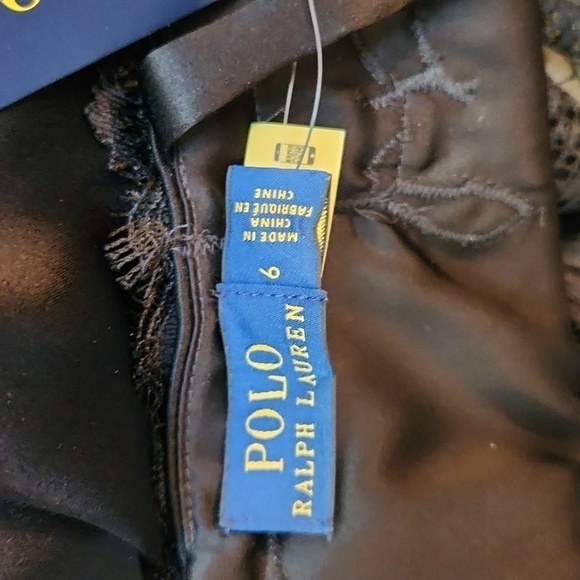 POLO
RALPH LAUREN
6
MADE IN
CHINA
FABRIQUÉ EN
CHINE